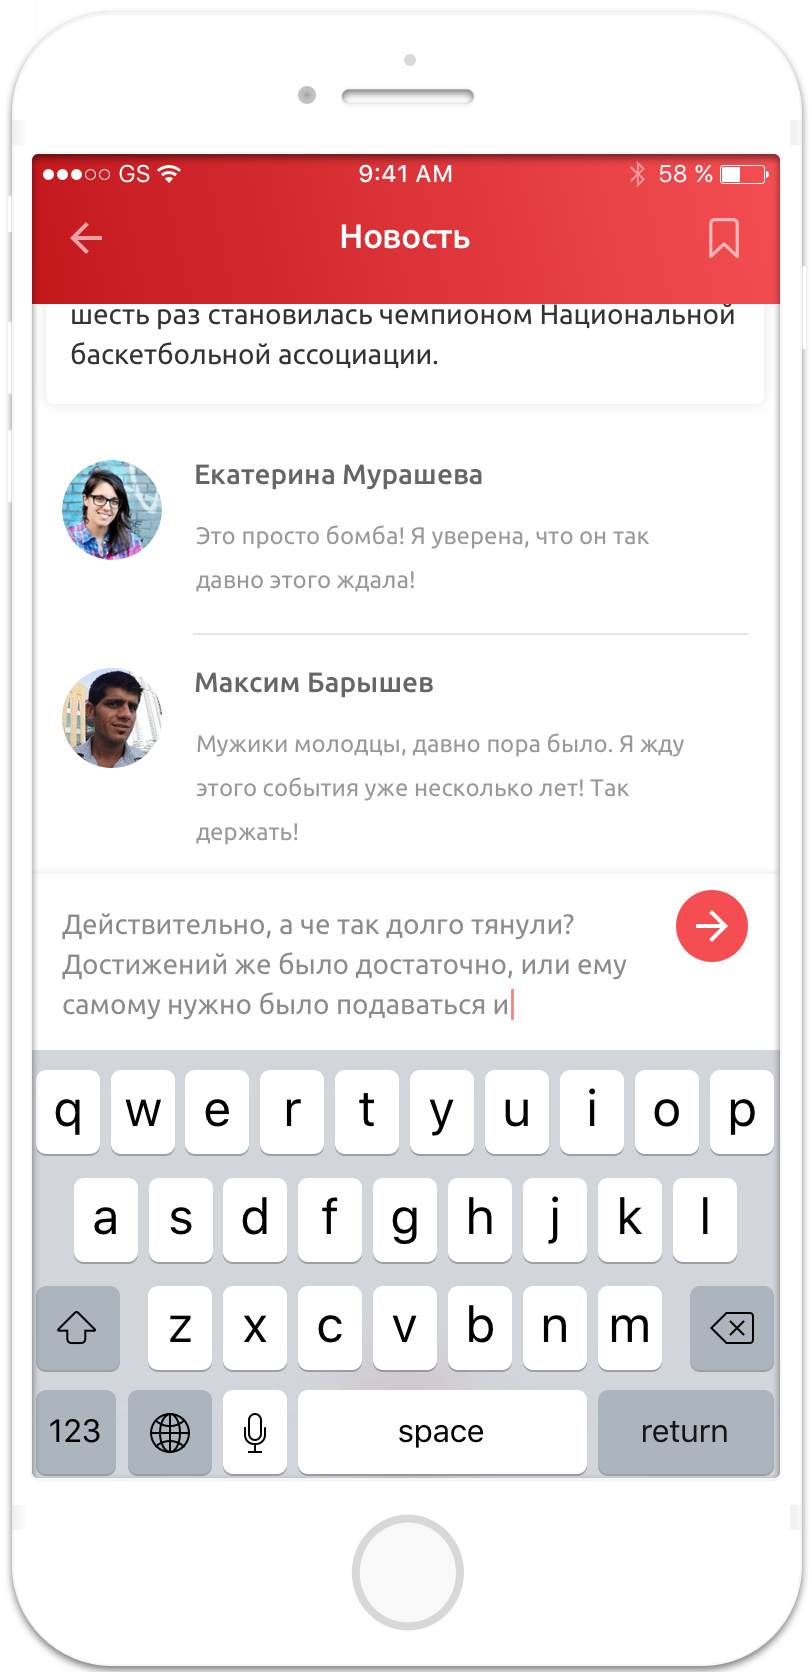 GS 9:41 AM 58 %
Новость
шесть раз становилась чемпионом Национальной
баскетбольной ассоциации.
Екатерина Мурашева
Это просто бомба! Я уверена, что он так
давно этого ждала!
Максим Барышев
Мужики молодцы, давно пора было. Я жду
этого события уже несколько лет! Так
держать!
Действительно, а че так долго тянули?
Достижений же было достаточно, или ему
самому нужно было подаваться и
q w e r t y u i o p
a s d f g h j k l
z x c v b n m
123 space return